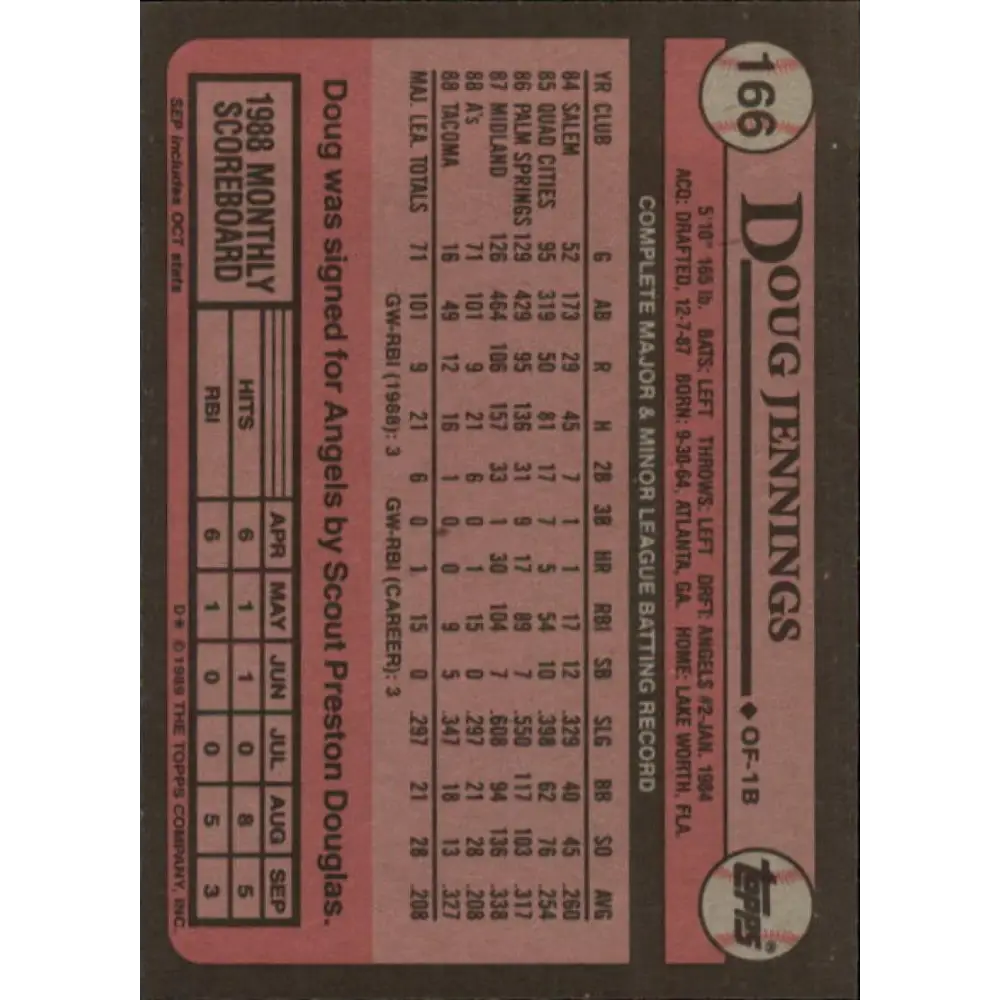 166
DOUG JENNINGS
◆ OF-1B
topps®
5'10" 165 lb. BATS: LEFT THROWS: LEFT DRFT: ANGELS #2-JAN. 1984
ACQ: DRAFTED, 12-7-87 BORN: 9-30-64, ATLANTA, GA. HOME: LAKE WORTH, FLA.
COMPLETE MAJOR & MINOR LEAGUE BATTING RECORD
YR CLUB G AB R H 2B 3B HR RBI SB SLG BB SO AVG
84 SALEM 52 173 29 45 7 1 1 17 12 .329 40 45 .260
85 QUAD CITIES 95 319 50 81 17 7 5 54 10 .398 62 76 .254
86 PALM SPRINGS 129 429 95 136 31 9 17 89 7 .550 117 103 .317
87 MIDLAND 126 464 106 157 33 1 30 104 7 .608 94 136 .338
88 A's 71 101 9 21 6 0 1 15 0 .297 21 28 .208
88 TACOMA 16 49 12 16 1 0 0 9 5 .347 18 13 .327
MAJ. LEA. TOTALS 71 101 9 21 6 0 1 15 0 .297 21 28 .208
GW-RBI (1988): 3 GW-RBI (CAREER): 3
Doug was signed for Angels by Scout Preston Douglas.
1988 MONTHLY
SCOREBOARD
APR MAY JUN JUL AUG SEP
HITS 6 1 1 0 8 5
RBI 6 1 0 0 5 3
SEP includes OCT stats
D* © 1989 THE TOPPS COMPANY, INC.